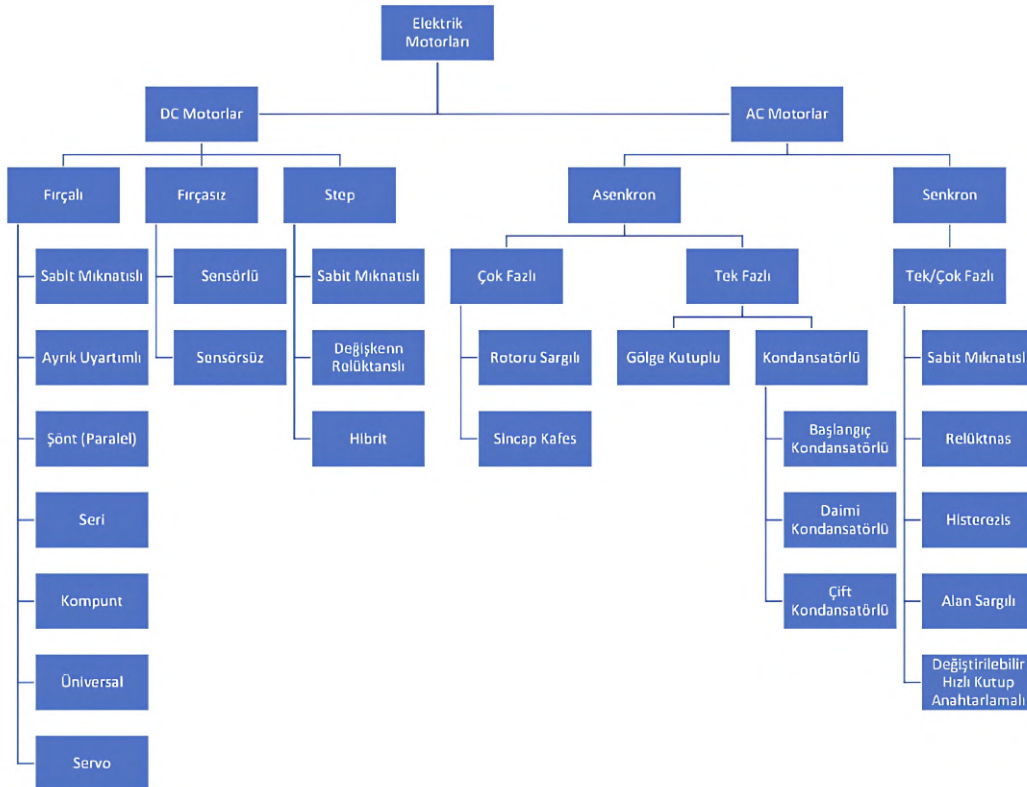 Elektrik
Motorları
DC Motorlar
AC Motorlar
Fırçalı
Fırçasız
Step
Asenkron
Senkron
Sabit Mıknatıslı
Sensörlü
Sabit Mıknatıslı
Çok Fazlı
Tek Fazlı
Tek/Çok Fazlı
Ayrık Uyartımlı
Sensörsüz
Değişkenn
Relüktanslı
Rotoru Sargılı
Gölge Kutuplu
Kondansatörlü
Sabit Mıknatıslı
Şönt (Paralel)
Hibrit
Sincap Kafes
Başlangıç
Kondansatörlü
Relüktnas
Seri
Daimi
Kondansatörlü
Histerezis
Kompunt
Çift
Kondansatörlü
Alan Sargılı
Üniversal
Değiştirilebilir
Hızlı Kutup
Anahtarlamalı
Servo